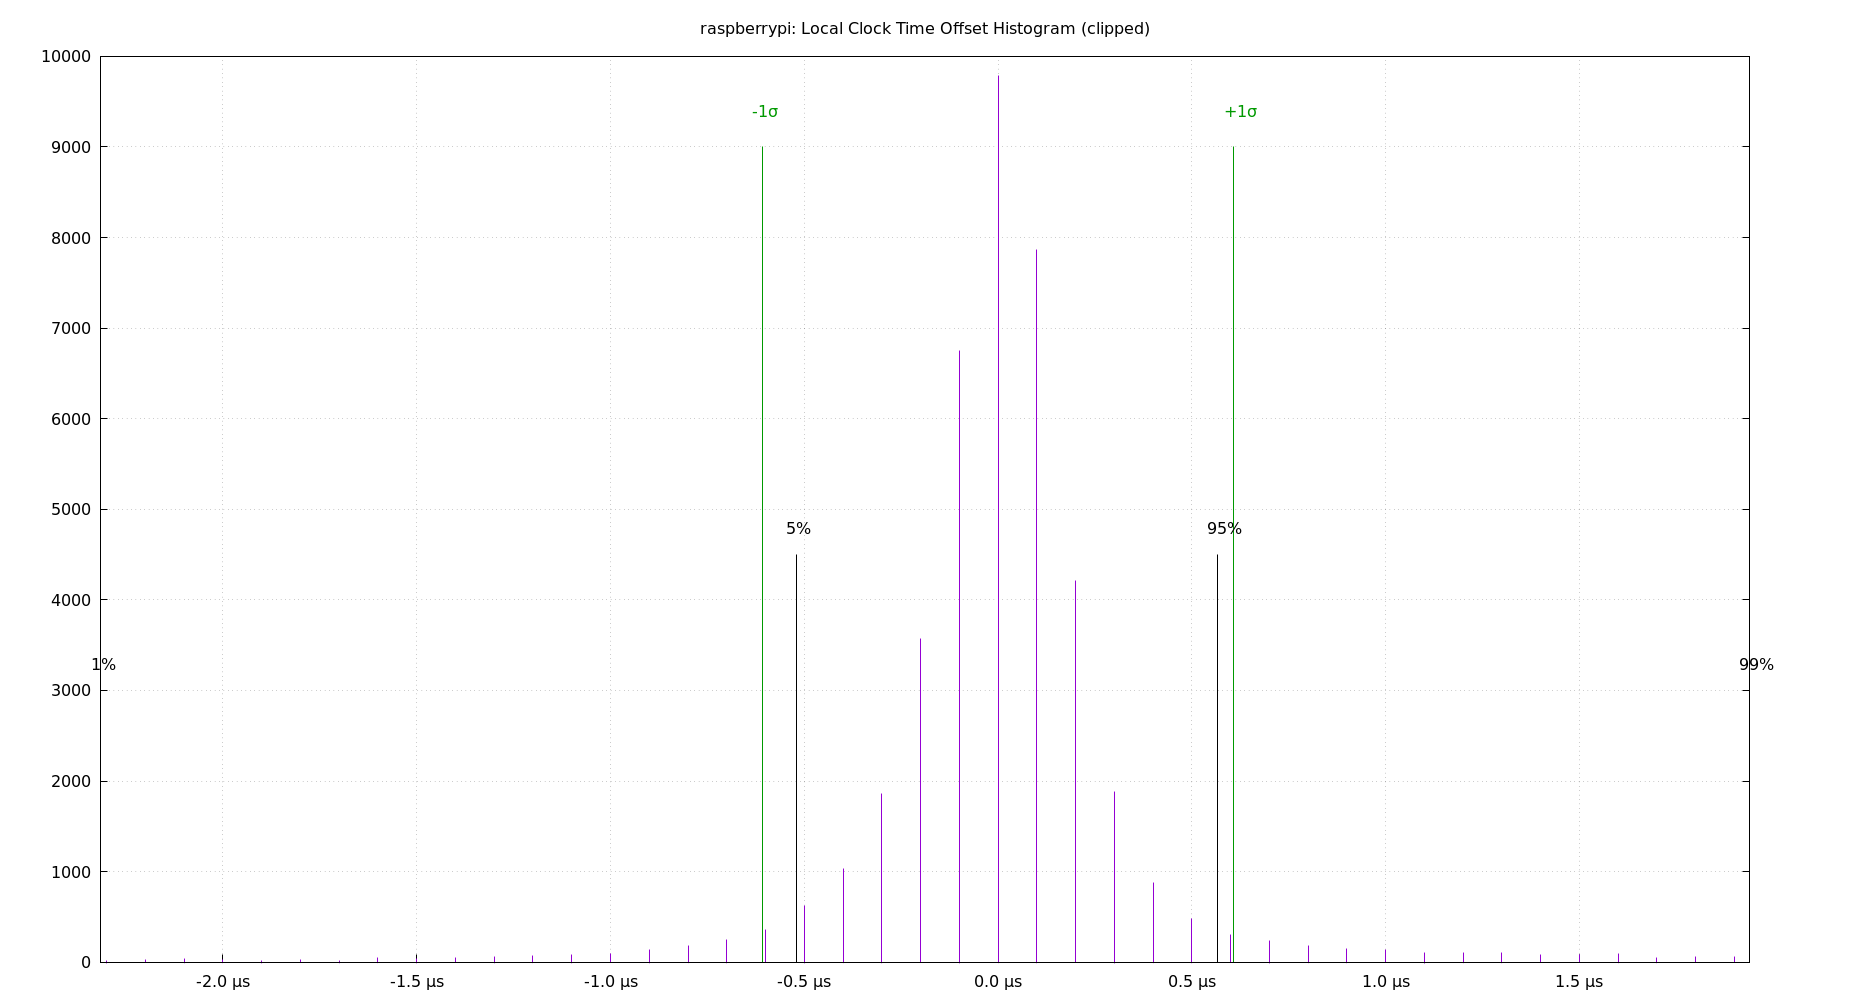 raspberrypi: Local Clock Time Offset Histogram (clipped)
10000
-1σ
+1σ
9000
8000
7000
6000
5000
5%
95%
4000
1%
99%
3000
2000
1000
0
-2.0 µs
-1.5 µs
-1.0 µs
-0.5 µs
0.0 µs
0.5 µs
1.0 µs
1.5 µs